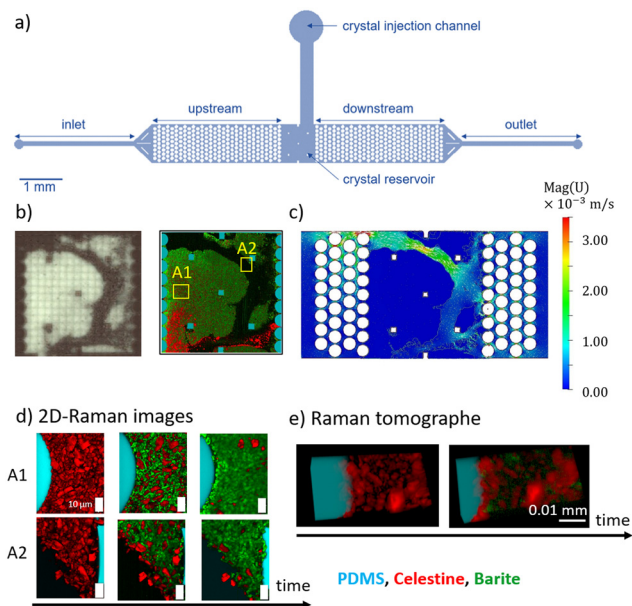 a)
crystal injection channel
upstream
downstream
inlet
outlet
1 mm
crystal reservoir
b)
A1
A2
c)
Mag(U)
× 10⁻³ m/s
3.00
2.00
1.00
0.00
d) 2D-Raman images
A1
10 µm
A2
time
e) Raman tomographe
0.01 mm
time
PDMS, Celestine, Barite